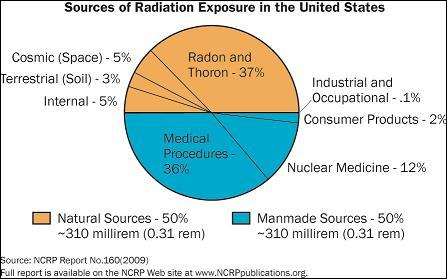 Sources of Radiation Exposure in the United States
Cosmic (Space) - 5%
Terrestrial (Soil) - 3%
Internal - 5%
Radon and
Thoron - 37%
Industrial and
Occupational - .1%
Consumer Products - 2%
Nuclear Medicine - 12%
Medical
Procedures -
36%
Natural Sources - 50%
~310 millirem (0.31 rem)
Manmade Sources - 50%
~310 millirem (0.31 rem)
Source: NCRP Report No.160(2009)
Full report is available on the NCRP Web site at www.NCRPpublications.org.